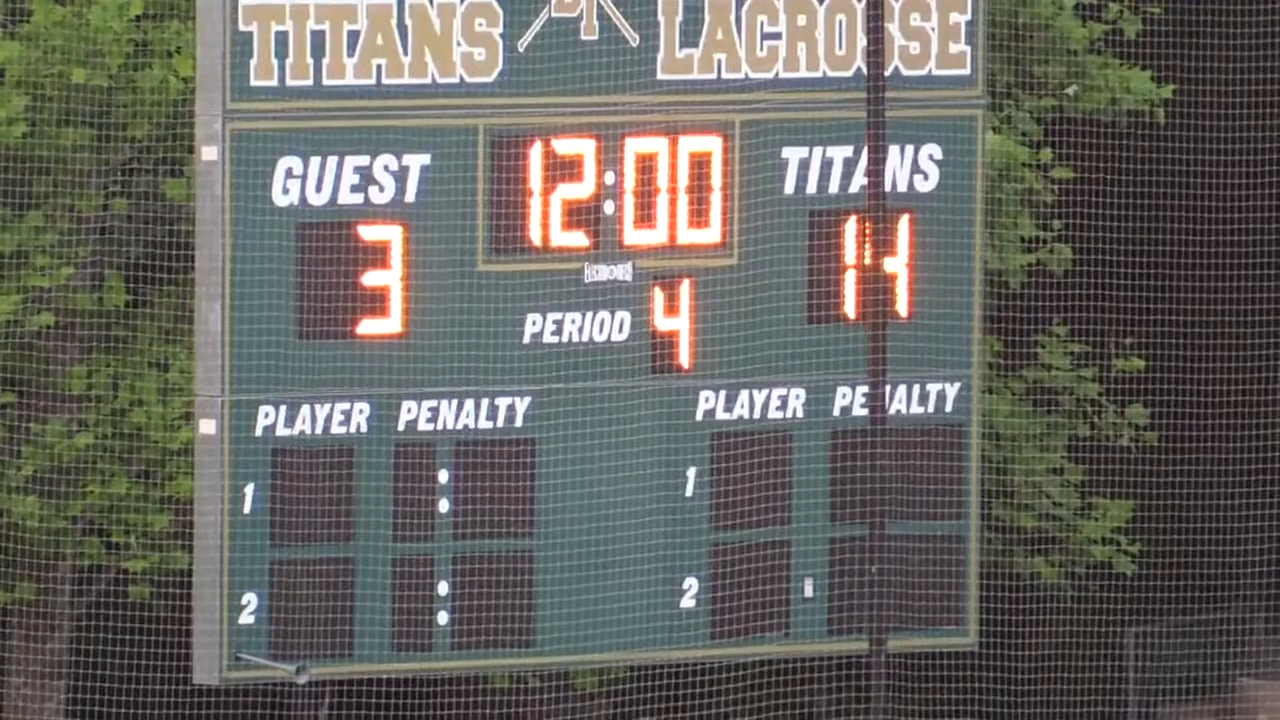 TITANS LACROSSE
GUEST 12:00 TITANS
3 14
PERIOD 4
PLAYER PENALTY PLAYER PENALTY
1 : 1
2 : 2